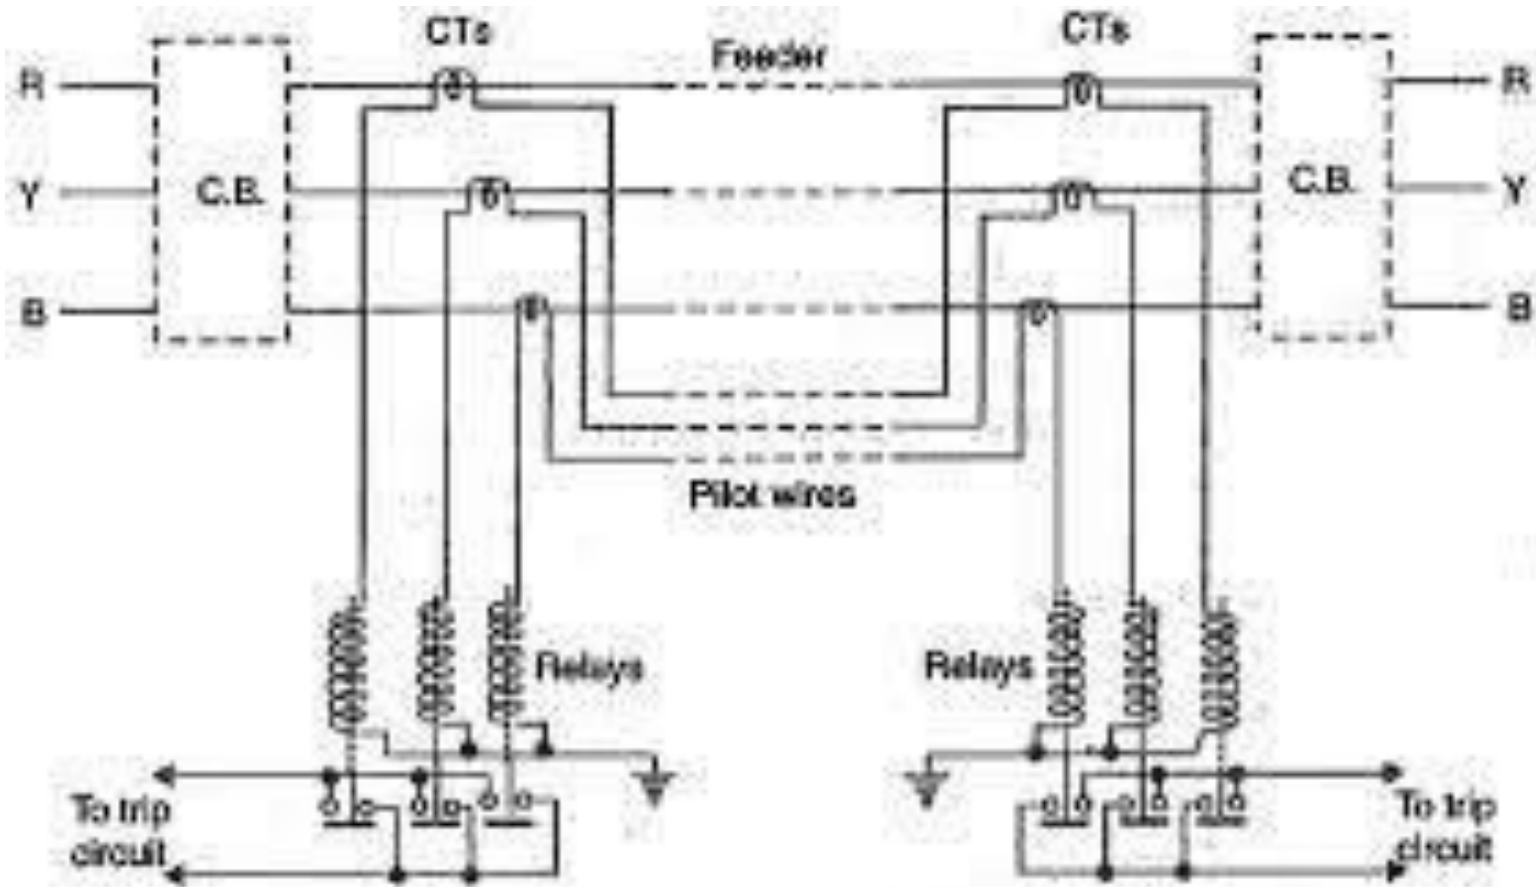 CTs
CTs
Feeder
R
R
Y
C.B.
C.B.
Y
B
B
Pilot wires
Relays
Relays
To trip
circuit
To trip
circuit